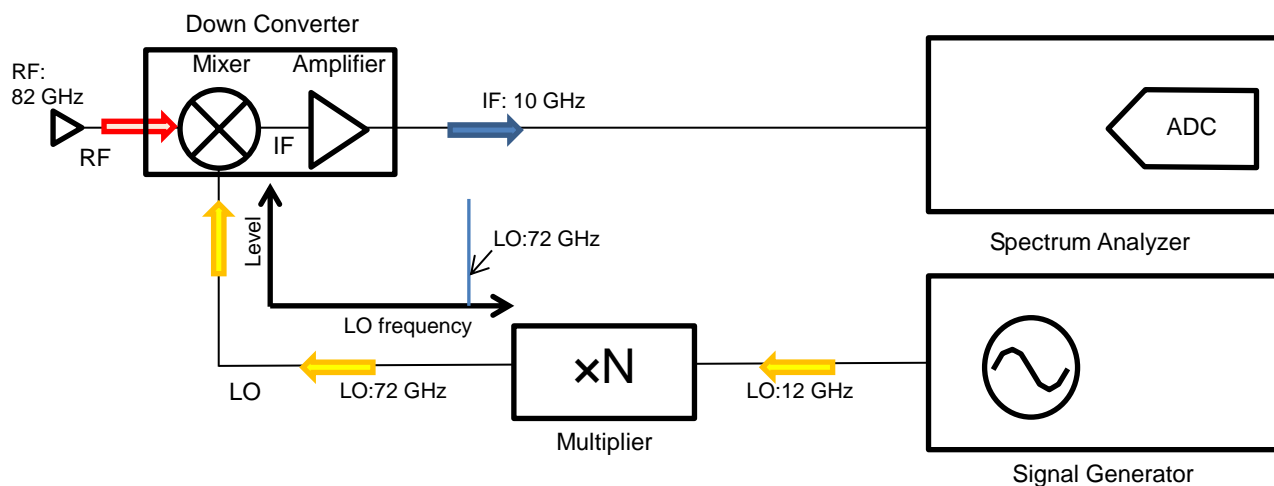 Down Converter
Mixer
Amplifier
RF:
82 GHz
RF
IF
IF: 10 GHz
ADC
Spectrum Analyzer
Level
LO:72 GHz
LO frequency
LO
LO:72 GHz
×N
LO:12 GHz
Multiplier
Signal Generator